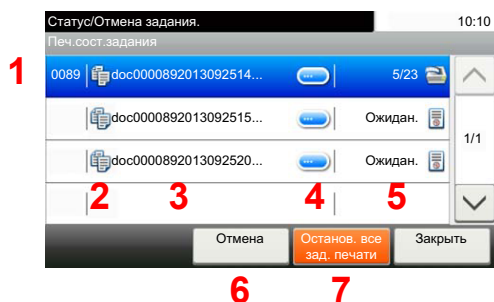 Статус/Отмена задания. 10:10
Печ.сост.задания
1 0089 doc0000892013092514... 5/23
doc0000892013092515... Ожидан.
1/1
doc0000892013092520... Ожидан.
2 3 4 5
Отмена Останов. все зад. печати Закрыть
6 7